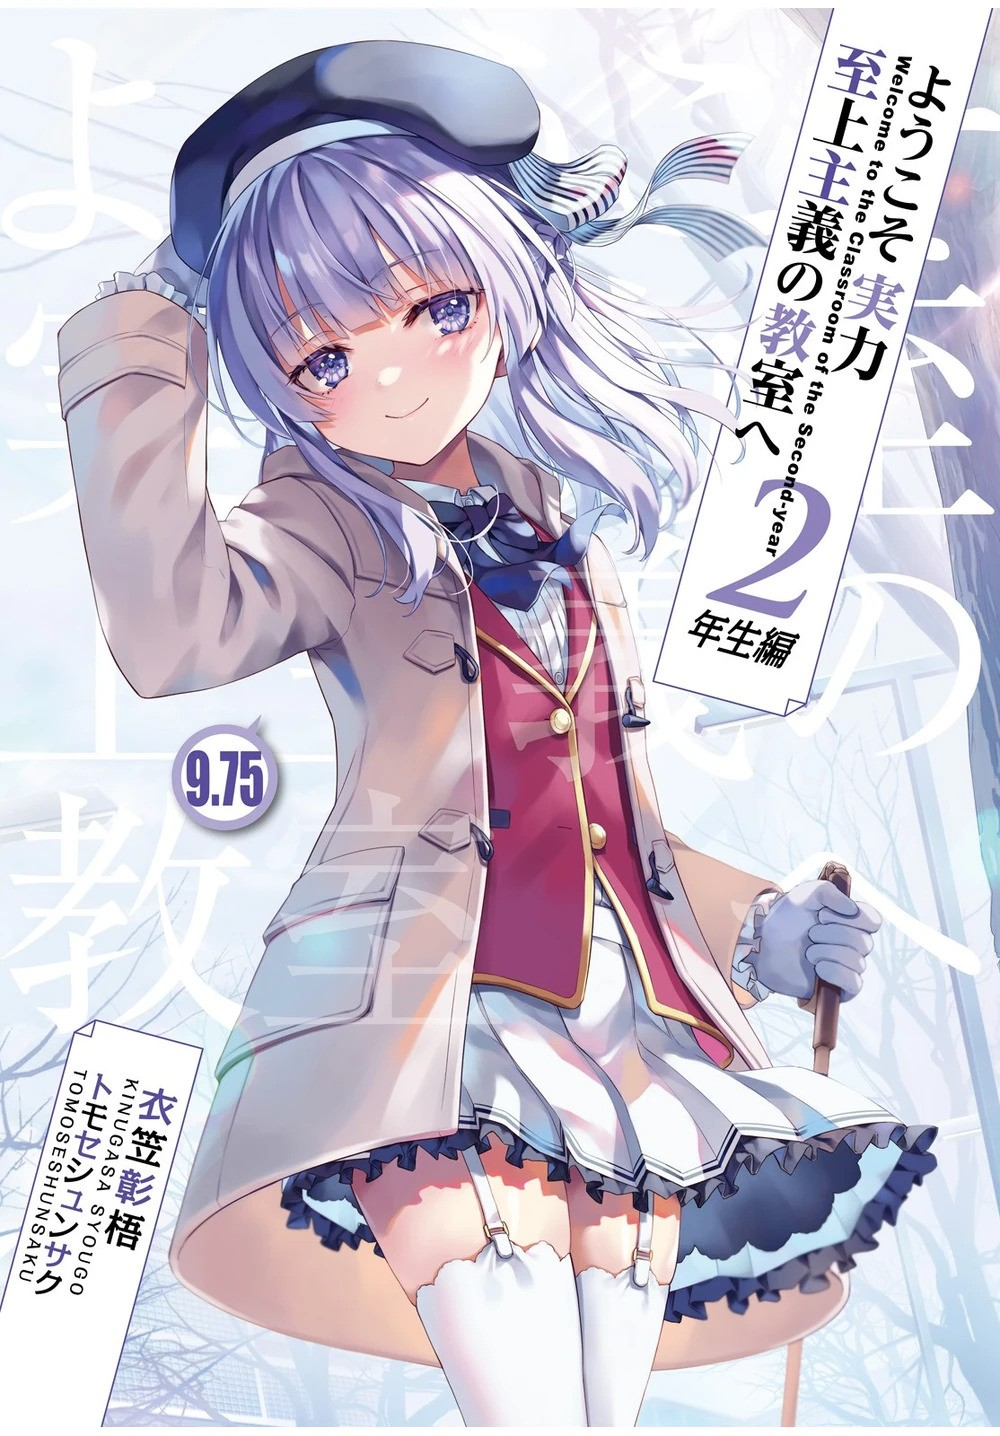 ようこそ実力
至上主義の教室へ
Welcome to the Classroom of the Second-year
2
年生編
9.75
衣笠彰梧
KINUGASA SYOUGO
トモセシュンサク
TOMOSESHUNSAKU